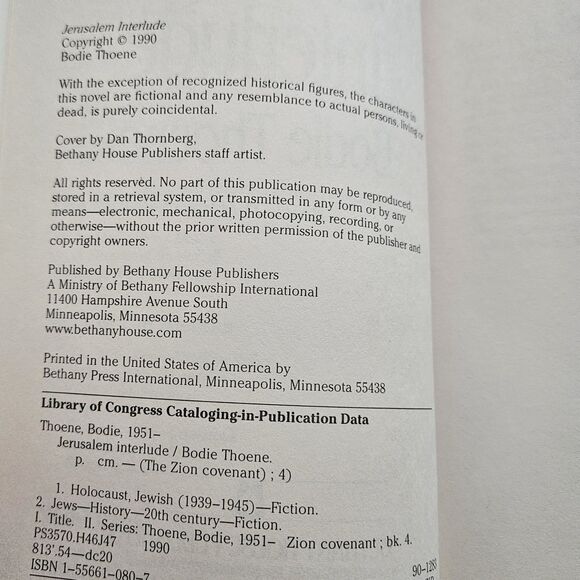 Jerusalem Interlude
Copyright © 1990
Bodie Thoene
With the exception of recognized historical figures, the characters in
this novel are fictional and any resemblance to actual persons, living or
dead, is purely coincidental.
Cover by Dan Thornberg,
Bethany House Publishers staff artist.
All rights reserved. No part of this publication may be reproduced,
stored in a retrieval system, or transmitted in any form or by any
means—electronic, mechanical, photocopying, recording, or
otherwise—without the prior written permission of the publisher and
copyright owners.
Published by Bethany House Publishers
A Ministry of Bethany Fellowship International
11400 Hampshire Avenue South
Minneapolis, Minnesota 55438
www.bethanyhouse.com
Printed in the United States of America by
Bethany Press International, Minneapolis, Minnesota 55438
Library of Congress Cataloging-in-Publication Data
Thoene, Bodie, 1951–
Jerusalem interlude / Bodie Thoene.
p. cm. — (The Zion covenant) ; 4)
1. Holocaust, Jewish (1939–1945)—Fiction.
2. Jews—History—20th century—Fiction.
I. Title. II. Series: Thoene, Bodie, 1951– Zion covenant ; bk. 4.
PS3570.H46J47 1990
813'.54—dc20
ISBN 1–55661–080–7